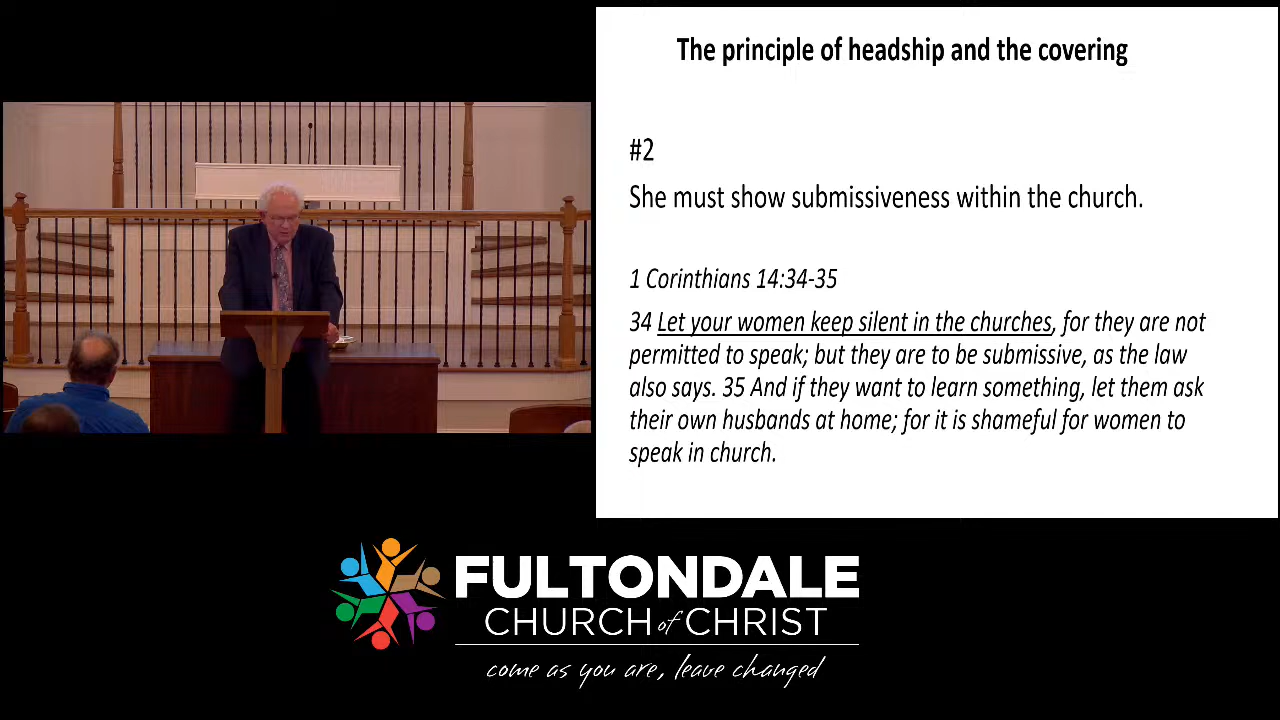 The principle of headship and the covering
#2
She must show submissiveness within the church.
1 Corinthians 14:34-35
34 Let your women keep silent in the churches, for they are not
permitted to speak; but they are to be submissive, as the law
also says. 35 And if they want to learn something, let them ask
their own husbands at home; for it is shameful for women to
speak in church.
FULTONDALE
CHURCH of CHRIST
come as you are, leave changed